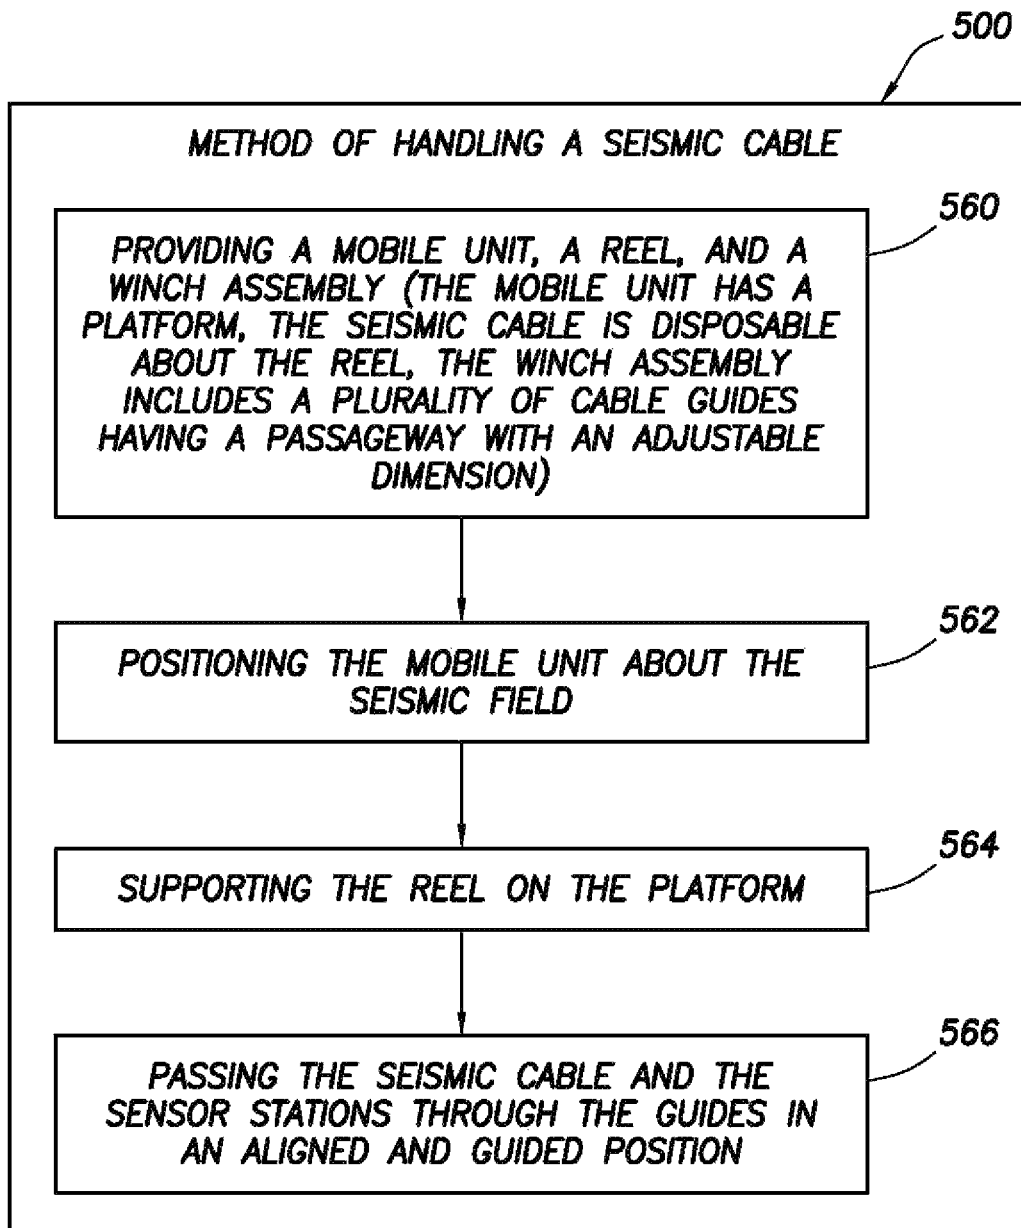 500
METHOD OF HANDLING A SEISMIC CABLE
560
PROVIDING A MOBILE UNIT, A REEL, AND A
WINCH ASSEMBLY (THE MOBILE UNIT HAS A
PLATFORM, THE SEISMIC CABLE IS DISPOSABLE
ABOUT THE REEL, THE WINCH ASSEMBLY
INCLUDES A PLURALITY OF CABLE GUIDES
HAVING A PASSAGEWAY WITH AN ADJUSTABLE
DIMENSION)
562
POSITIONING THE MOBILE UNIT ABOUT THE
SEISMIC FIELD
564
SUPPORTING THE REEL ON THE PLATFORM
566
PASSING THE SEISMIC CABLE AND THE
SENSOR STATIONS THROUGH THE GUIDES IN
AN ALIGNED AND GUIDED POSITION